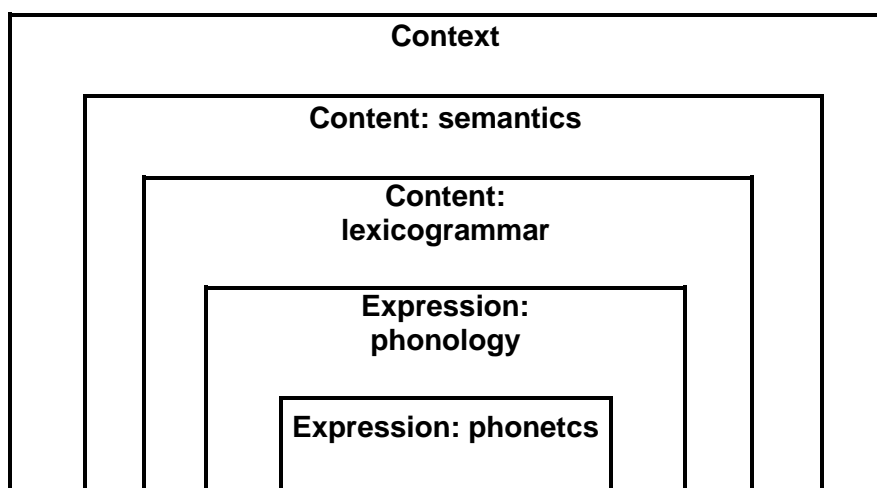 Context
Content: semantics
Content:
lexicogrammar
Expression:
phonology
Expression: phonetcs